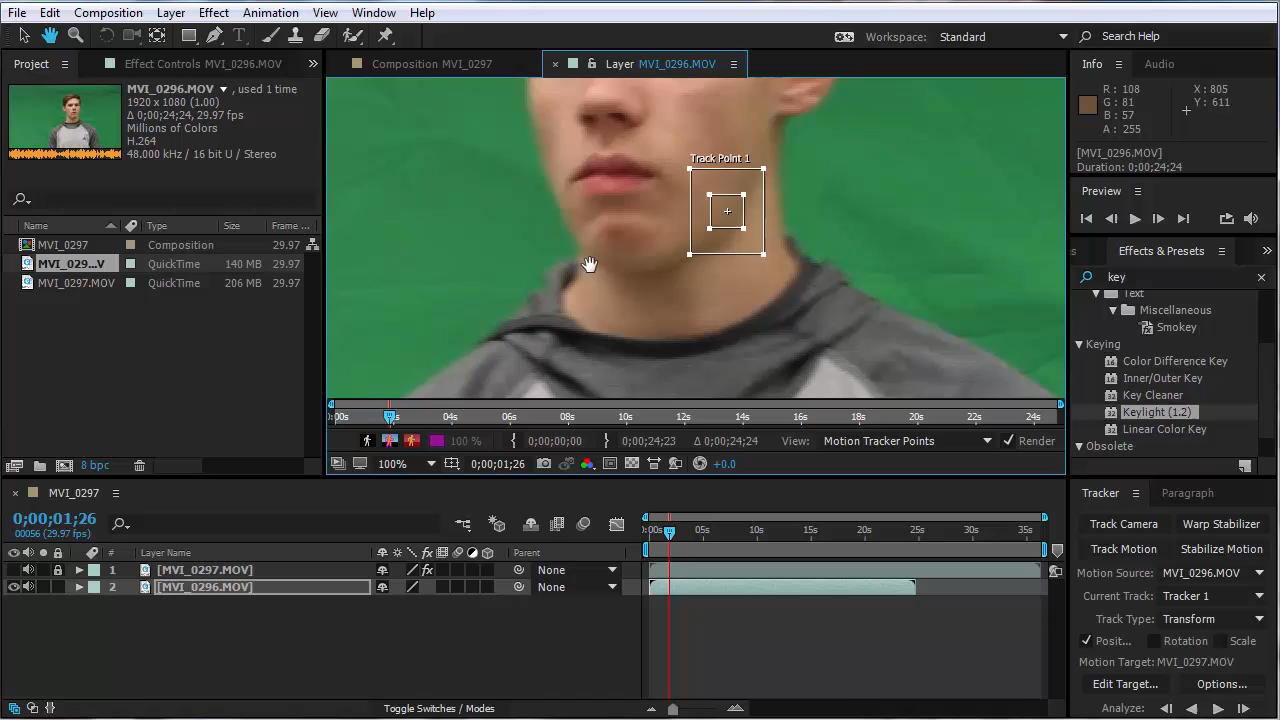 File Edit Composition Layer Effect Animation View Window Help
Workspace: Standard Search Help
Project Effect Controls MVI_0296.MOV
Composition MVI_0297 Layer MVI_0296.MOV
Info Audio
MVI_0296.MOV , used 1 time
1920 x 1080 (1.00)
Δ 0;00;24;24, 29.97 fps
Millions of Colors
H.264
48.000 kHz / 16 bit U / Stereo
Name Type Size Frame ...
MVI_0297 Composition 29.97
MVI_029...V QuickTime 140 MB 29.97
MVI_0297.MOV QuickTime 206 MB 29.97
8 bpc
Track Point 1
:00s 04s 06s 08s 10s 12s 14s 16s 18s 20s 22s 24s
100 % 0;00;00;00 0;00;24;23 Δ 0;00;24;24 View: Motion Tracker Points Render
100% 0;00;01;26 +0.0
R : 108 X : 805
G : 81 Y : 611
B : 57
A : 255
[MVI_0296.MOV]
Duration: 0;00;24;24
Preview
Effects & Presets
key
Text
Miscellaneous
Smokey
Keying
Color Difference Key
Inner/Outer Key
Key Cleaner
Keylight (1.2)
Linear Color Key
Obsolete
MVI_0297
0;00;01;26
00056 (29.97 fps)
:00s 05s 10s 15s 20s 25s 30s 35s
# Layer Name Parent
1 [MVI_0297.MOV] None
2 [MVI_0296.MOV] None
Toggle Switches / Modes
Tracker Paragraph
Track Camera Warp Stabilizer
Track Motion Stabilize Motion
Motion Source: MVI_0296.MOV
Current Track: Tracker 1
Track Type: Transform
Posit... Rotation Scale
Motion Target: MVI_0297.MOV
Edit Target... Options...
Analyze: